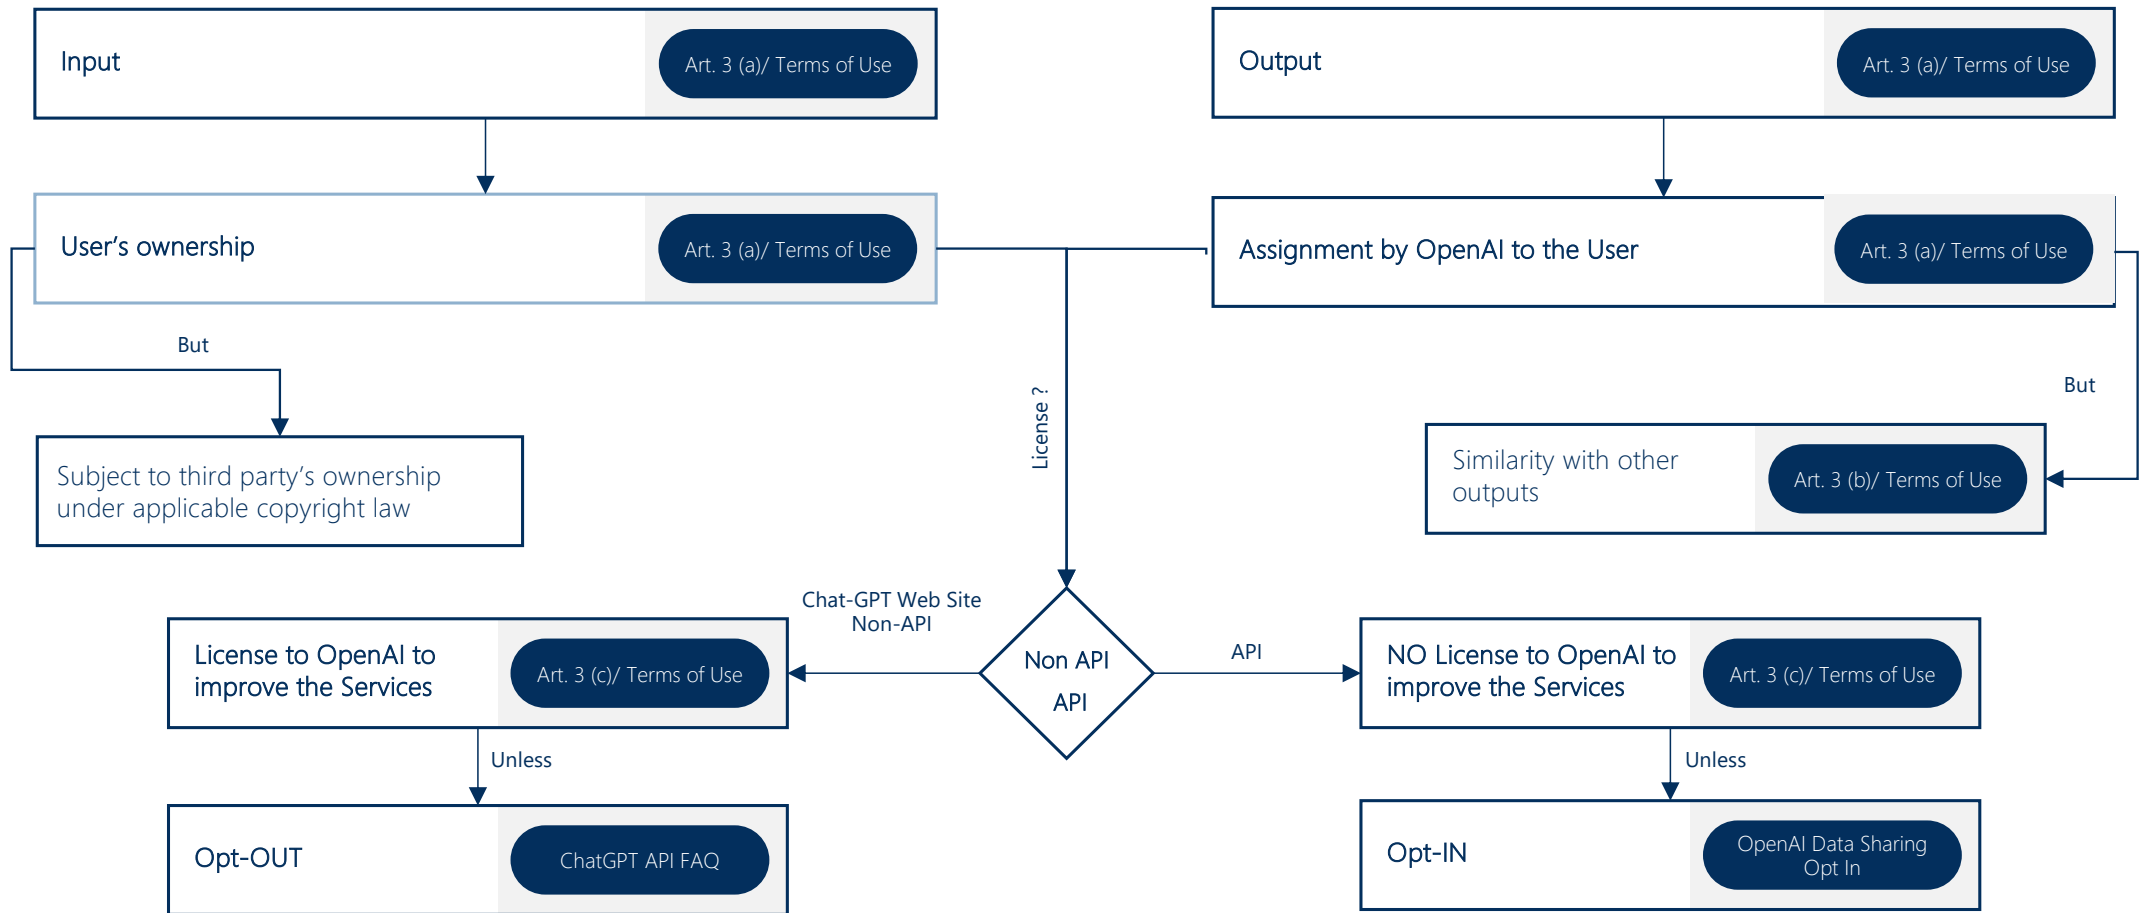 Input
Art. 3 (a)/ Terms of Use
Output
Art. 3 (a)/ Terms of Use
User's ownership
Art. 3 (a)/ Terms of Use
Assignment by OpenAI to the User
Art. 3 (a)/ Terms of Use
But
But
License ?
Subject to third party's ownership
under applicable copyright law
Similarity with other
outputs
Art. 3 (b)/ Terms of Use
Chat-GPT Web Site
Non-API
License to OpenAI to
improve the Services
Art. 3 (c)/ Terms of Use
Non API
API
API
NO License to OpenAI to
improve the Services
Art. 3 (c)/ Terms of Use
Unless
Unless
Opt-OUT
ChatGPT API FAQ
Opt-IN
OpenAI Data Sharing
Opt In